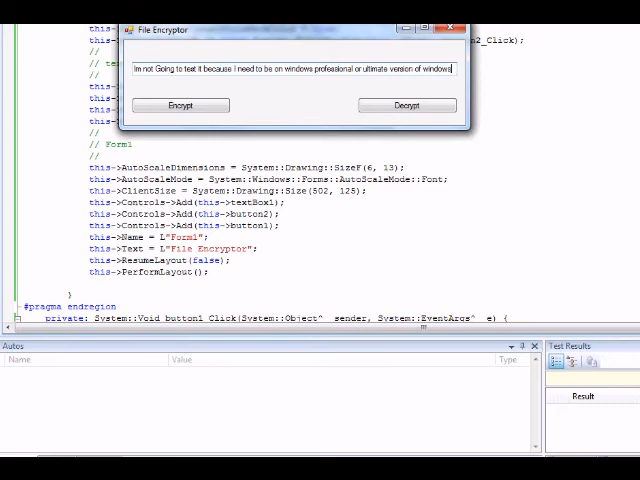 File Encryptor
this->
this->
n2_Click);
//
Im not Going to test it because I need to be on windows professional or ultimate version of windows
Encrypt
Decrypt
//
// te
//
this->
this->
this->
this->
this->
//
// Form1
//
this->AutoScaleDimensions = System::Drawing::SizeF(6, 13);
this->AutoScaleMode = System::Windows::Forms::AutoScaleMode::Font;
this->ClientSize = System::Drawing::Size(502, 125);
this->Controls->Add(this->textBox1);
this->Controls->Add(this->button2);
this->Controls->Add(this->button1);
this->Name = L"Form1";
this->Text = L"File Encryptor";
this->ResumeLayout(false);
this->PerformLayout();
}
#pragma endregion
private: System::Void button1_Click(System::Object^ sender, System::EventArgs^ e) {
Autos
Name
Value
Type
Test Results
Result